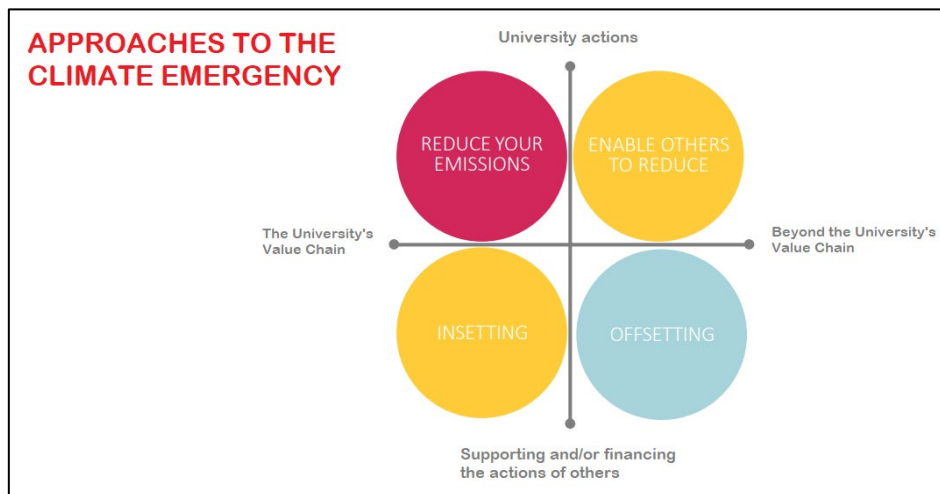 APPROACHES TO THE
CLIMATE EMERGENCY
University actions
REDUCE YOUR
EMISSIONS
ENABLE OTHERS
TO REDUCE
The University's
Value Chain
Beyond the University's
Value Chain
INSETTING
OFFSETTING
Supporting and/or financing
the actions of others